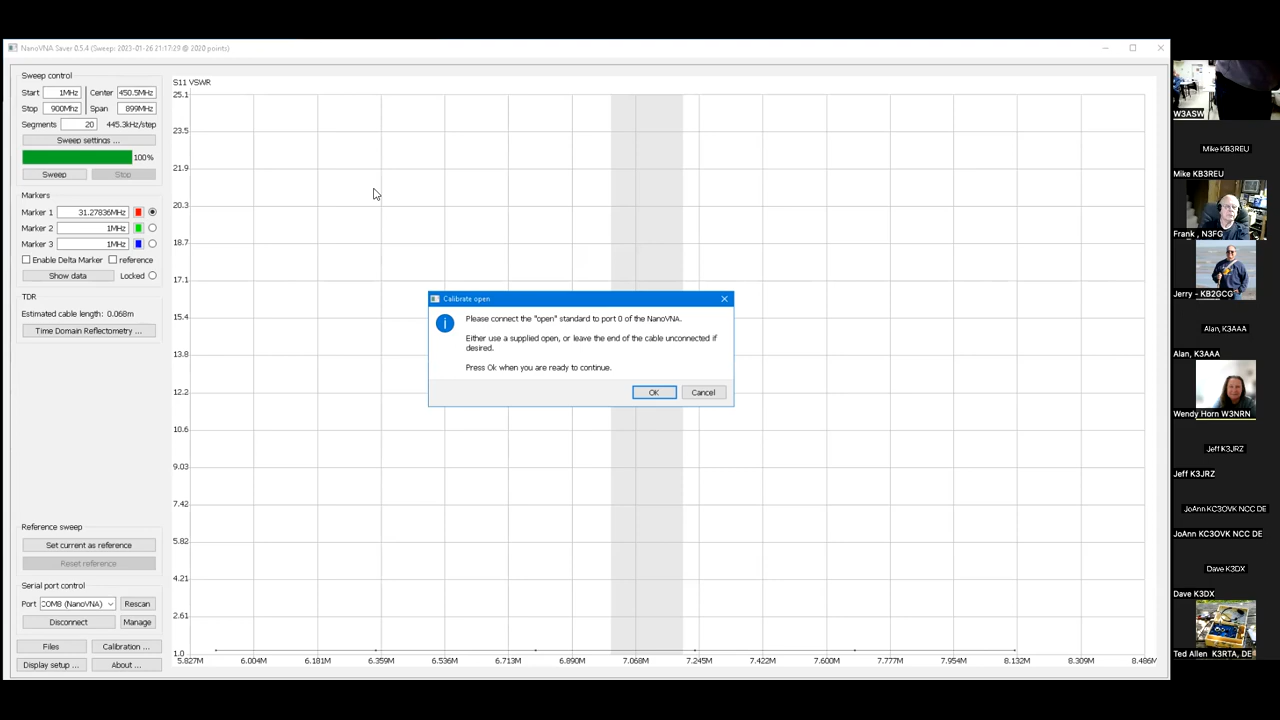 NanoVNA Saver 0.5.4 (Sweep: 2023-01-26 21:17:29 @ 2020 points)
Sweep control
Start 1MHz Center 450.5MHz
Stop 900Mhz Span 899MHz
Segments 20 445.3kHz/step
Sweep settings ...
100%
Sweep Stop
Markers
Marker 1 31.27836MHz
Marker 2 1MHz
Marker 3 1MHz
Enable Delta Marker reference
Show data Locked
TDR
Estimated cable length: 0.068m
Time Domain Reflectometry ...
Reference sweep
Set current as reference
Reset reference
Serial port control
Port COM8 (NanoVNA) Rescan
Disconnect Manage
Files Calibration ...
Display setup ... About ...
S11 VSWR
25.1
23.5
21.9
20.3
18.7
17.1
15.4
13.8
12.2
10.6
9.03
7.42
5.82
4.21
2.61
1.0
5.827M 6.004M 6.181M 6.359M 6.536M 6.713M 6.890M 7.068M 7.245M 7.422M 7.600M 7.777M 7.954M 8.132M 8.309M 8.486M
Calibrate open
Please connect the "open" standard to port 0 of the NanoVNA.
Either use a supplied open, or leave the end of the cable unconnected if
desired.
Press Ok when you are ready to continue.
OK Cancel
W3ASW
Mike KB3REU
Mike KB3REU
Frank , N3FG
Jerry - KB2GCG
Alan, K3AAA
Alan, K3AAA
Wendy Horn W3NRN
Jeff K3JRZ
Jeff K3JRZ
JoAnn KC3OVK NCC DE
JoAnn KC3OVK NCC DE
Dave K3DX
Dave K3DX
Ted Allen K3RTA, DE